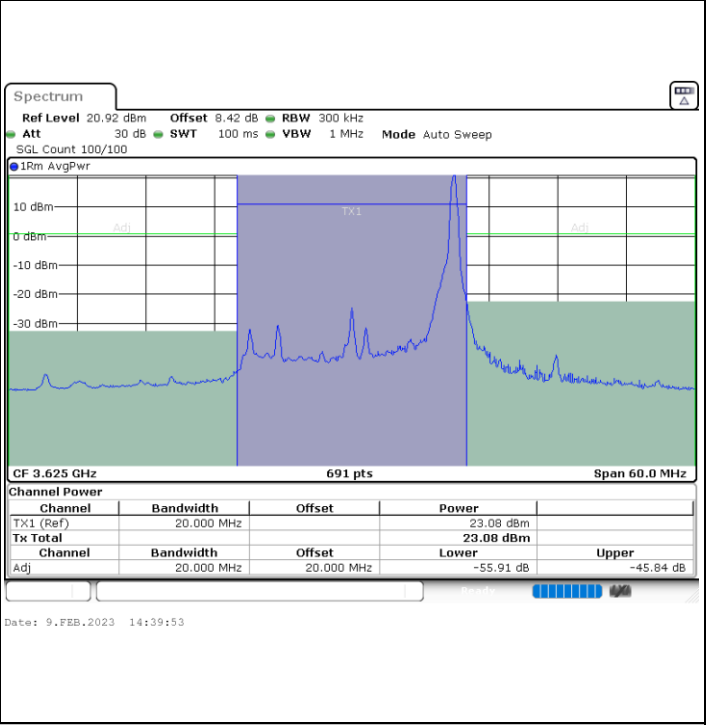 Spectrum
Ref Level 20.92 dBm Offset 8.42 dB RBW 300 kHz
Att 30 dB SWT 100 ms VBW 1 MHz Mode Auto Sweep
SGL Count 100/100
1Rm AvgPwr
10 dBm
TX1
Adj Adj
0 dBm
-10 dBm
-20 dBm
-30 dBm
CF 3.625 GHz 691 pts Span 60.0 MHz
Channel Power
Channel Bandwidth Offset Power
TX1 (Ref) 20.000 MHz 23.08 dBm
Tx Total 23.08 dBm
Channel Bandwidth Offset Lower Upper
Adj 20.000 MHz 20.000 MHz -55.91 dB -45.84 dB
Ready
Date: 9.FEB.2023 14:39:53